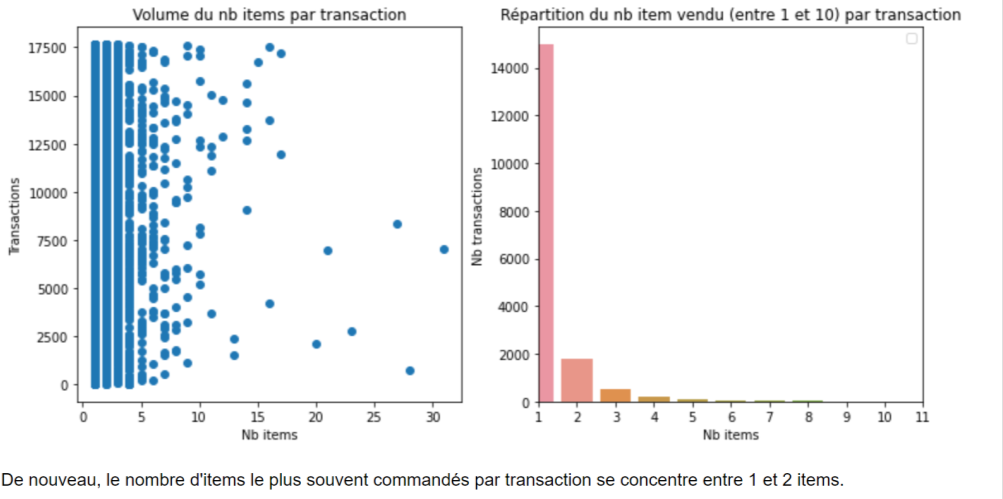 Volume du nb items par transaction
Transactions
17500
15000
12500
10000
7500
5000
2500
0
0 5 10 15 20 25 30
Nb items
Répartition du nb item vendu (entre 1 et 10) par transaction
Nb transactions
14000
12000
10000
8000
6000
4000
2000
0
1 2 3 4 5 6 7 8 9 10 11
Nb items
De nouveau, le nombre d'items le plus souvent commandés par transaction se concentre entre 1 et 2 items.